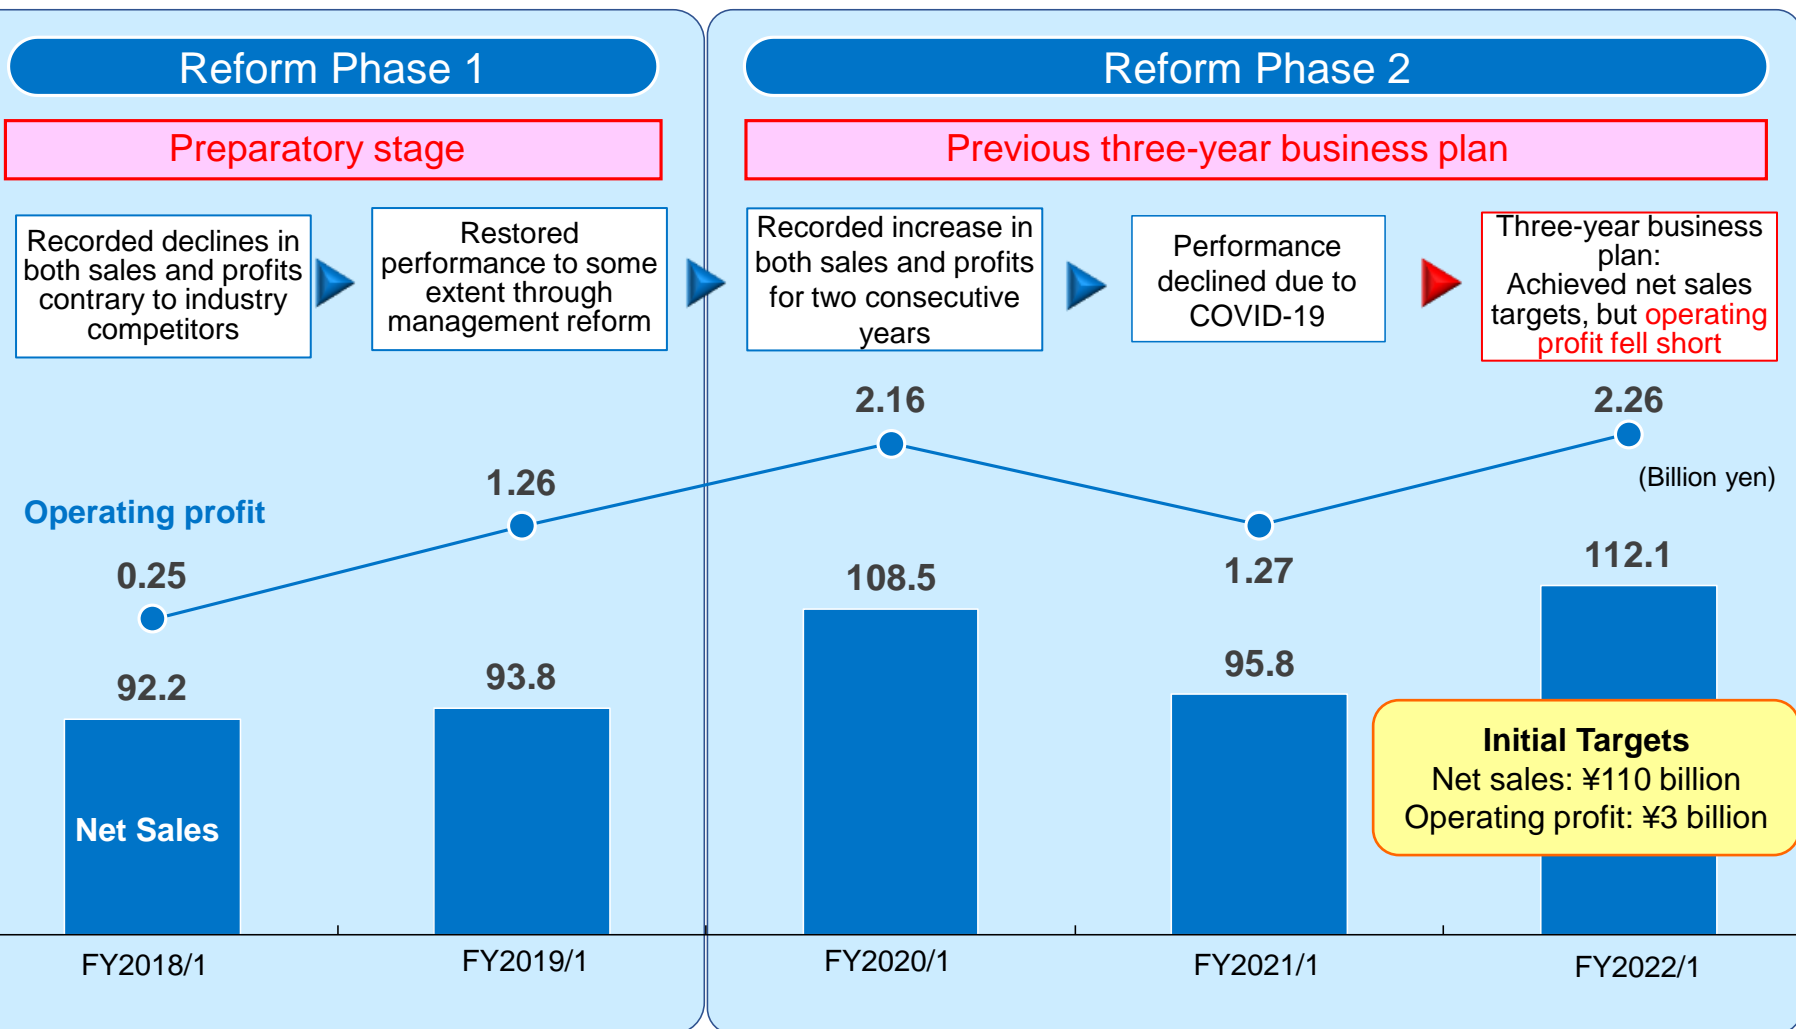 Reform Phase 1
Reform Phase 2
Preparatory stage
Previous three-year business plan
Recorded declines in
both sales and profits
contrary to industry
competitors
Restored
performance to some
extent through
management reform
Recorded increase in
both sales and profits
for two consecutive
years
Performance
declined due to
COVID-19
Three-year business
plan:
Achieved net sales
targets, but operating
profit fell short
Operating profit
0.25
1.26
2.16
1.27
2.26
(Billion yen)
92.2
93.8
108.5
95.8
112.1
Net Sales
Initial Targets
Net sales: ¥110 billion
Operating profit: ¥3 billion
FY2018/1
FY2019/1
FY2020/1
FY2021/1
FY2022/1